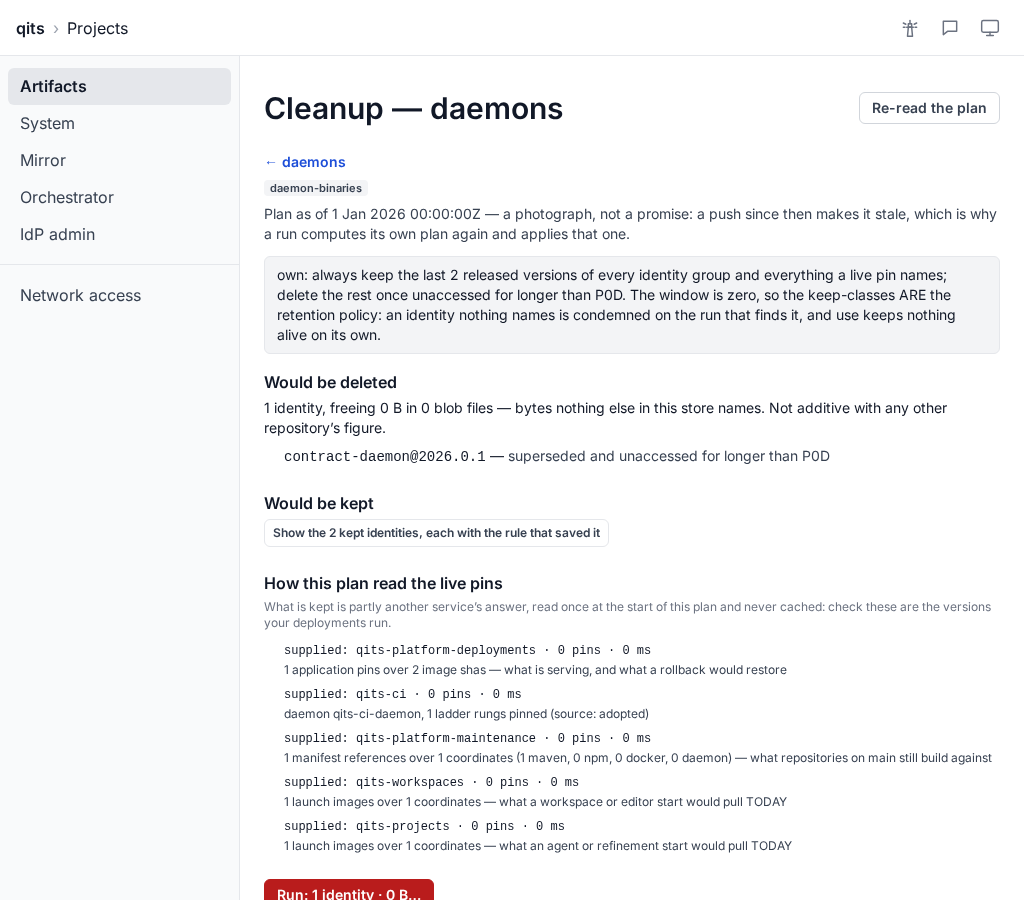 qits › Projects
Artifacts
System
Mirror
Orchestrator
IdP admin
Network access
Cleanup — daemons
Re-read the plan
← daemons
daemon-binaries
Plan as of 1 Jan 2026 00:00:00Z — a photograph, not a promise: a push since then makes it stale, which is why
a run computes its own plan again and applies that one.
own: always keep the last 2 released versions of every identity group and everything a live pin names;
delete the rest once unaccessed for longer than P0D. The window is zero, so the keep-classes ARE the
retention policy: an identity nothing names is condemned on the run that finds it, and use keeps nothing
alive on its own.
Would be deleted
1 identity, freeing 0 B in 0 blob files — bytes nothing else in this store names. Not additive with any other
repository’s figure.
contract-daemon@2026.0.1 — superseded and unaccessed for longer than P0D
Would be kept
Show the 2 kept identities, each with the rule that saved it
How this plan read the live pins
What is kept is partly another service’s answer, read once at the start of this plan and never cached: check these are the versions
your deployments run.
supplied: qits-platform-deployments · 0 pins · 0 ms
1 application pins over 2 image shas — what is serving, and what a rollback would restore
supplied: qits-ci · 0 pins · 0 ms
daemon qits-ci-daemon, 1 ladder rungs pinned (source: adopted)
supplied: qits-platform-maintenance · 0 pins · 0 ms
1 manifest references over 1 coordinates (1 maven, 0 npm, 0 docker, 0 daemon) — what repositories on main still build against
supplied: qits-workspaces · 0 pins · 0 ms
1 launch images over 1 coordinates — what a workspace or editor start would pull TODAY
supplied: qits-projects · 0 pins · 0 ms
1 launch images over 1 coordinates — what an agent or refinement start would pull TODAY
Run: 1 identity · 0 B…